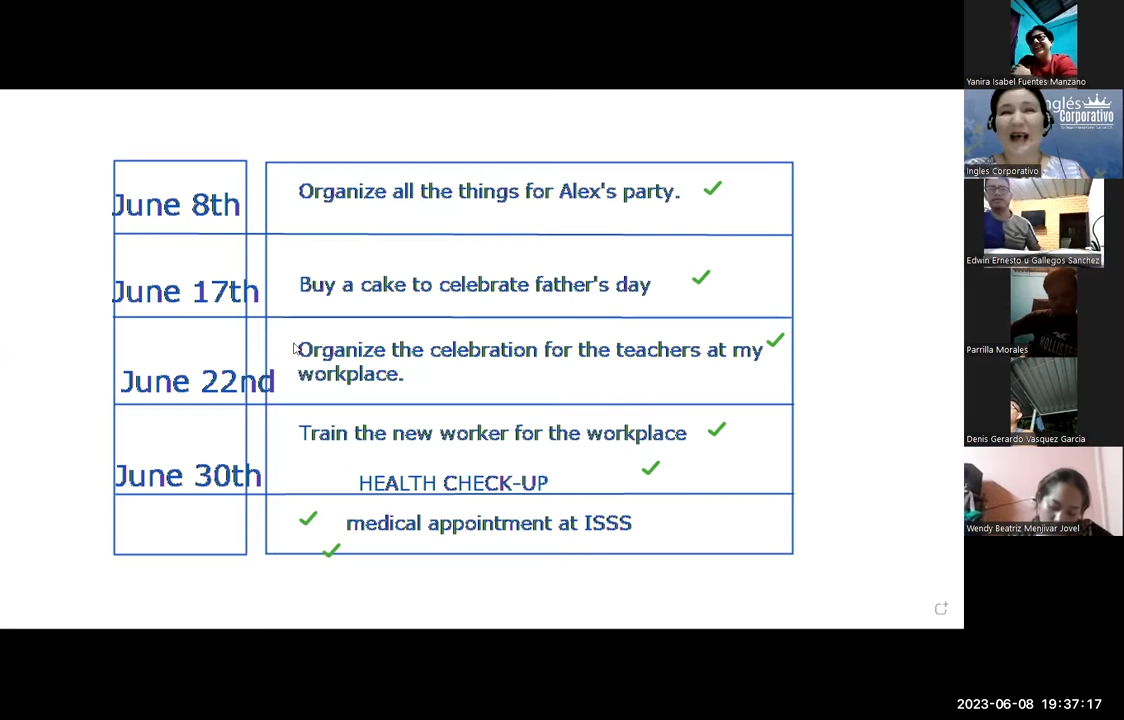 Yanira Isabel Fuentes Manzano
Inglés
Corporativo
Ingles Corporativo
June 8th
Organize all the things for Alex's party.
Edwin Ernesto u Gallegos Sanchez
June 17th
Buy a cake to celebrate father's day
Parrilla Morales
June 22nd
Organize the celebration for the teachers at my
workplace.
HOLLISTER
Denis Gerardo Vasquez Garcia
June 30th
Train the new worker for the workplace
HEALTH CHECK-UP
medical appointment at ISSS
Wendy Beatriz Menjivar Jovel
2023-06-08 19:37:17